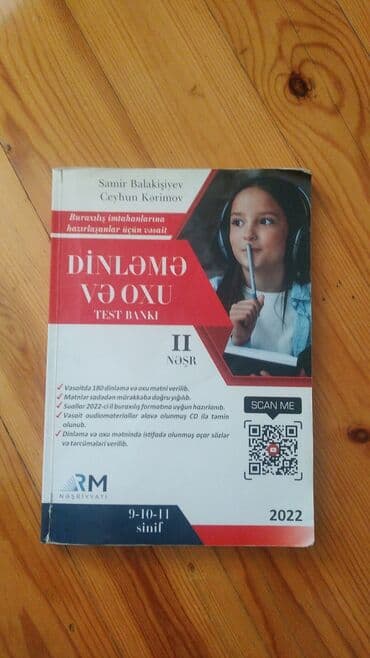 Samir Balakişiyev
Ceyhun Kərimov
Buraxılış imtahanlarına
hazırlaşanlar üçün vəsait
DİNLƏMƏ
VƏ OXU
TEST BANKI
II
NƏŞR
Vəsaitdə 180 dinləmə və oxu mətni verilib.
Mətnlər sadədən mürəkkəbə doğru yığılıb.
Suallar 2022-ci il buraxılış formatına uyğun hazırlanıb.
Vəsait audiomateriallar əlavə olunmuş CD ilə təmin
olunub.
Dinləmə və oxu mətnində istifadə olunmuş açar sözlər
və tərcümələri verilib.
SCAN ME
RM
NƏŞRİYYATI
9-10-11
sinif
2022